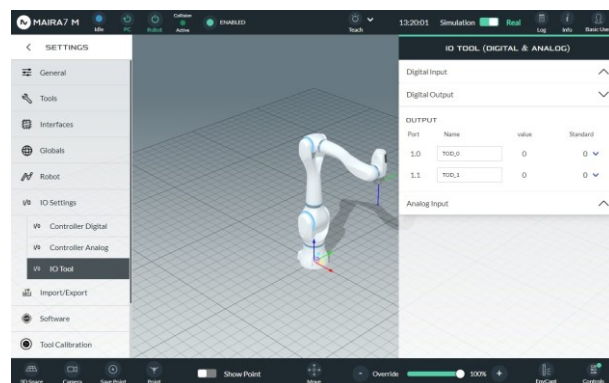 MAIRA7 M
Idle
PC
Robot
Collision
Active
ENABLED
Teach
13:20:01
Simulation
Real
Log
Info
Basic User
SETTINGS
General
Tools
Interfaces
Globals
Robot
I/O IO Settings
I/O Controller Digital
I/O Controller Analog
I/O IO Tool
Import/Export
Software
Tool Calibration
IO TOOL (DIGITAL & ANALOG)
Digital Input
Digital Output
OUTPUT
Port Name value Standard
1.0 TOD_0 0 0
1.1 TOD_1 0 0
Analog Input
3D Space
Camera
Save Point
Point
Show Point
Move
- Override 100% +
EnvCapt
Controls